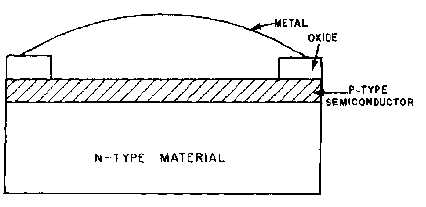 METAL
OXIDE
P-TYPE
SEMICONDUCTOR
N-TYPE MATERIAL